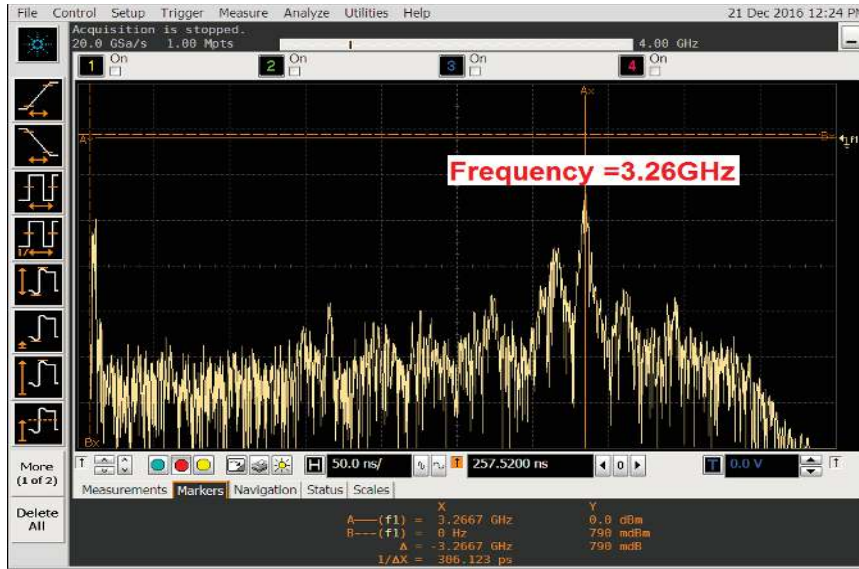 File Control Setup Trigger Measure Analyze Utilities Help 21 Dec 2016 12:24 PM
Acquisition is stopped.
20.0 GSa/s 1.00 Mpts 4.00 GHz
1 On 2 On 3 On 4 On
Ax
A- B- f1
Frequency =3.26GHz
1/
Bx
More
(1 of 2)
T H 50.0 ns/ T 257.5200 ns 0 T 0.0 V T
Measurements Markers Navigation Status Scales
Delete
All
X Y
A——(f1) = 3.2667 GHz 0.0 dBm
B---(f1) = 0 Hz 790 mdBm
Δ = -3.2667 GHz 790 mdB
1/ΔX = 306.123 ps